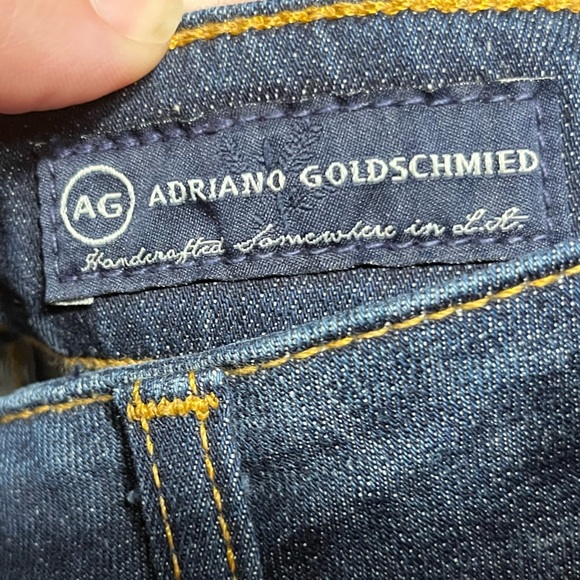 AG ADRIANO GOLDSCHMIED
Handcrafted Somewhere in L.A.